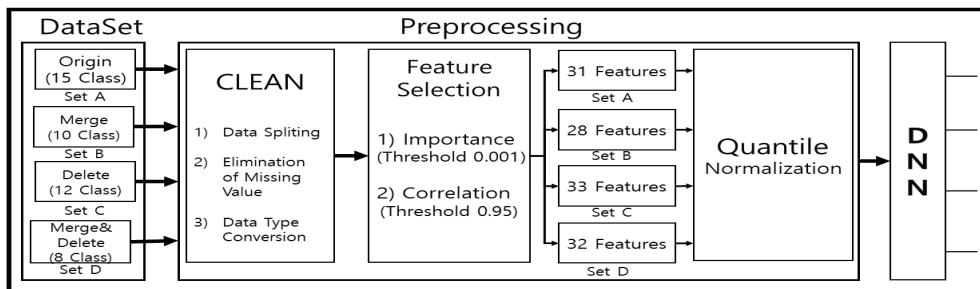 DataSet
Origin
(15 Class)
Set A
Merge
(10 Class)
Set B
Delete
(12 Class)
Set C
Merge&
Delete
(8 Class)
Set D
Preprocessing
CLEAN
1) Data Spliting
2) Elimination
of Missing
Value
3) Data Type
Conversion
Feature
Selection
1) Importance
(Threshold 0.001)
2) Correlation
(Threshold 0.95)
31 Features
Set A
28 Features
Set B
33 Features
Set C
32 Features
Set D
Quantile
Normalization
D
N
N